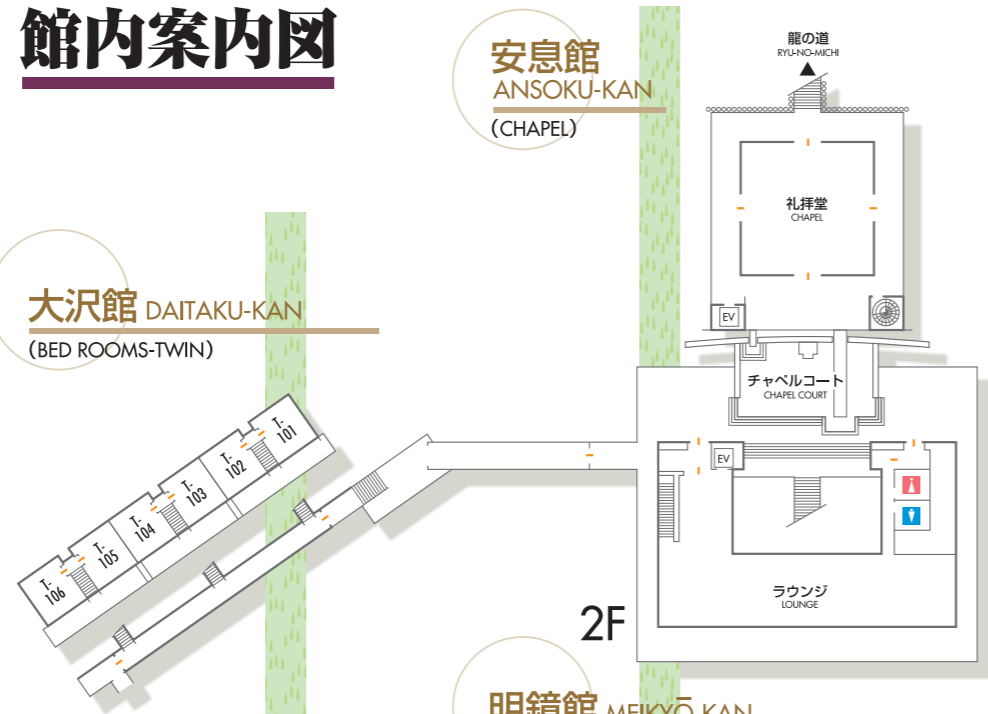 館内案内図
安息館
ANSOKU-KAN
(CHAPEL)
龍の道
RYU-NO-MICHI
礼拝堂
CHAPEL
EV
大沢館 DAITAKU-KAN
(BED ROOMS-TWIN)
チャペルコート
CHAPEL COURT
EV
T-101
T-102
T-103
T-104
T-105
T-106
ラウンジ
LOUNGE
2F
明鏡館 MEIKYŌ-KAN